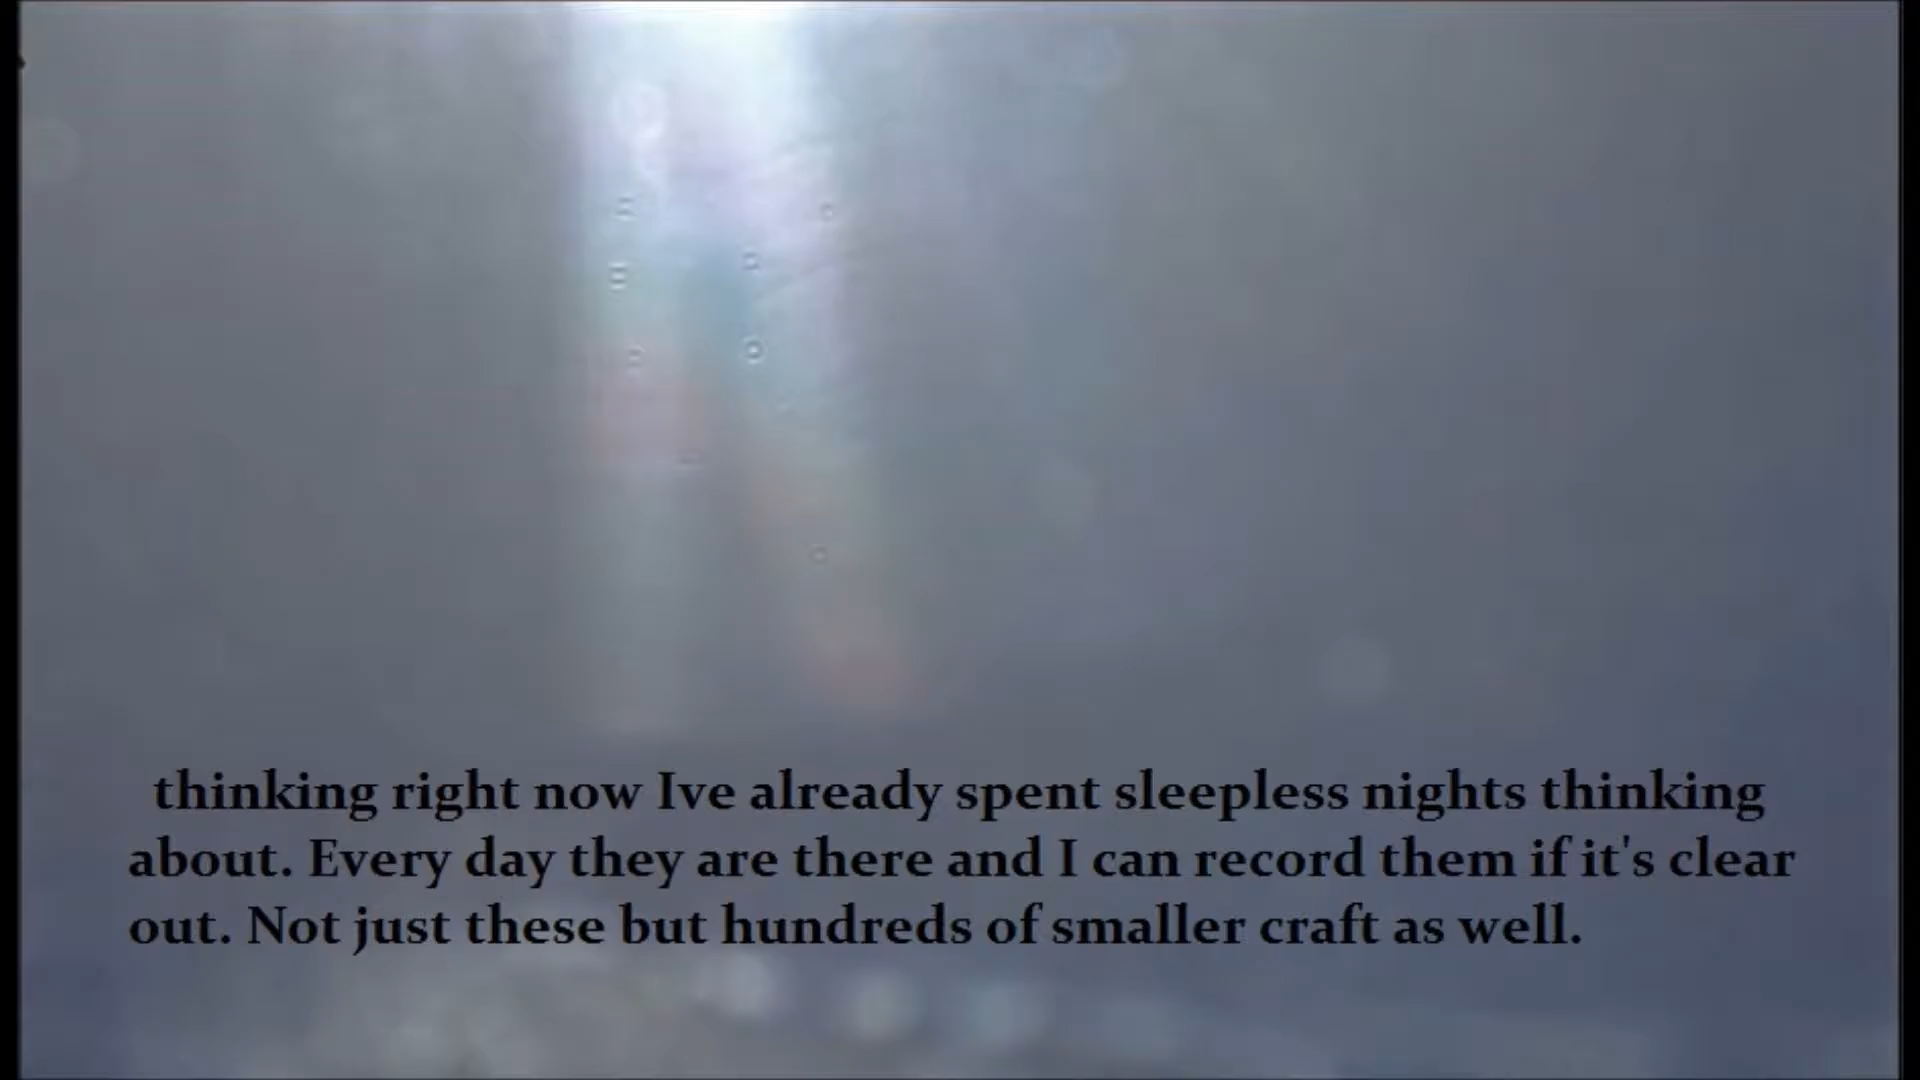 thinking right now Ive already spent sleepless nights thinking
about. Every day they are there and I can record them if it's clear
out. Not just these but hundreds of smaller craft as well.